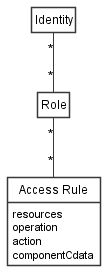 Identity
*
*
Role
*
*
Access Rule
resources
operation
action
componentCdata